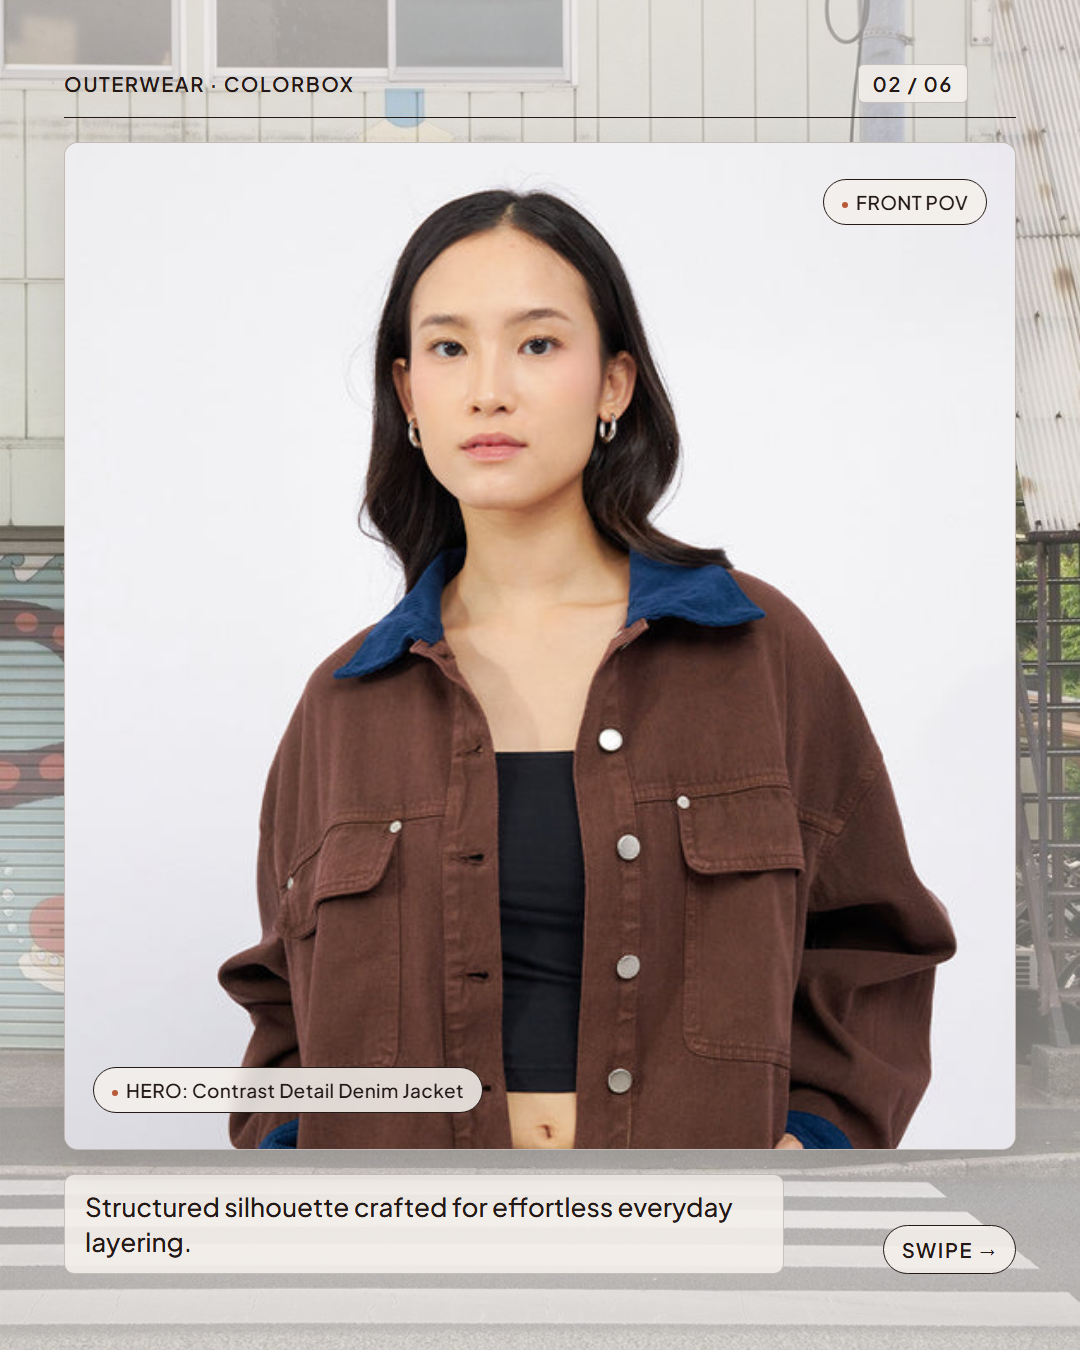 OUTERWEAR · COLORBOX
02 / 06
FRONT POV
HERO: Contrast Detail Denim Jacket
Structured silhouette crafted for effortless everyday
layering.
SWIPE →